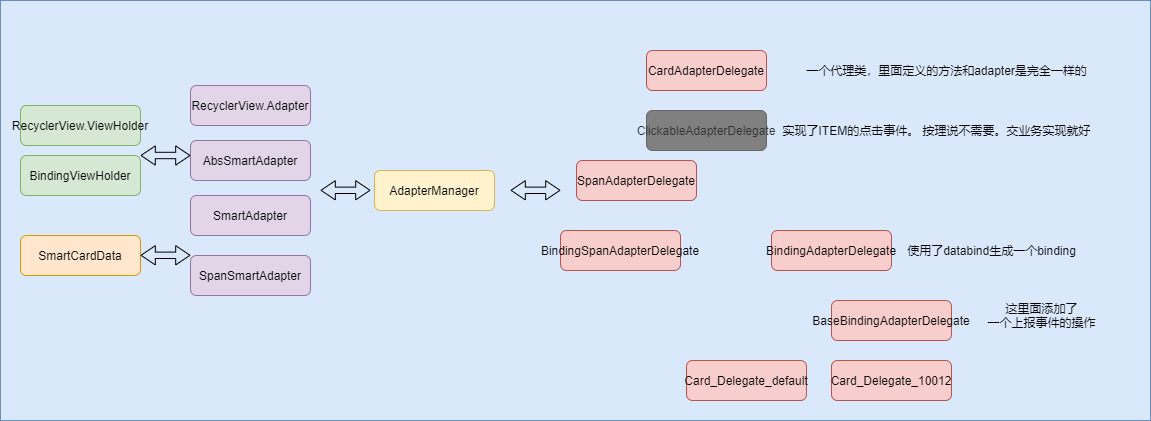 CardAdapterDelegate
一个代理类，里面定义的方法和adapter是完全一样的
RecyclerView.ViewHolder
RecyclerView.Adapter
ClickableAdapterDelegate
实现了ITEM的点击事件。 按理说不需要。交业务实现就好
BindingViewHolder
AbsSmartAdapter
AdapterManager
SpanAdapterDelegate
SmartAdapter
SmartCardData
SpanSmartAdapter
BindingSpanAdapterDelegate
BindingAdapterDelegate
使用了databind生成一个binding
BaseBindingAdapterDelegate
这里面添加了
一个上报事件的操作
Card_Delegate_default
Card_Delegate_10012